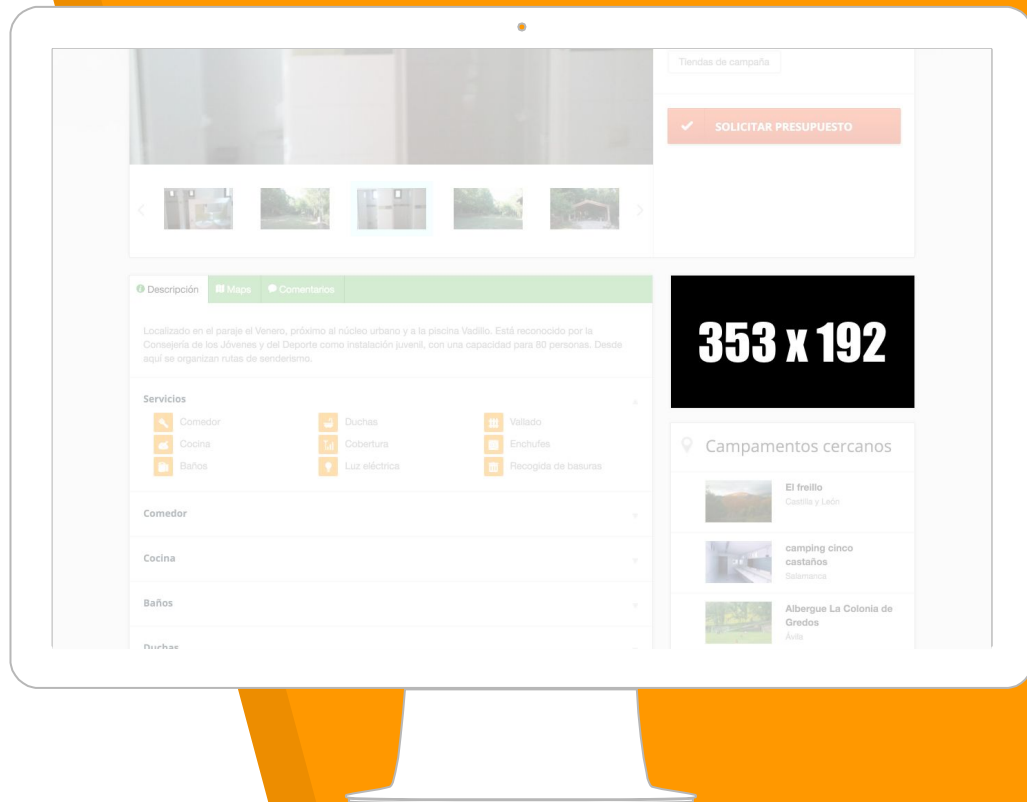 Tiendas de campaña
SOLICITAR PRESUPUESTO
Descripción Maps Comentarios
Localizado en el paraje el Venero, próximo al núcleo urbano y a la piscina Vadillo. Está reconocido por la
Consejería de los Jóvenes y del Deporte como instalación juvenil, con una capacidad para 80 personas. Desde
aquí se organizan rutas de senderismo.
Servicios
Comedor Duchas Vallado
Cocina Cobertura Enchufes
Baños Luz eléctrica Recogida de basuras
Comedor
Cocina
Baños
Duchas
353 x 192
Campamentos cercanos
El freillo
Castilla y León
camping cinco
castaños
Salamanca
Albergue La Colonia de
Gredos
Ávila